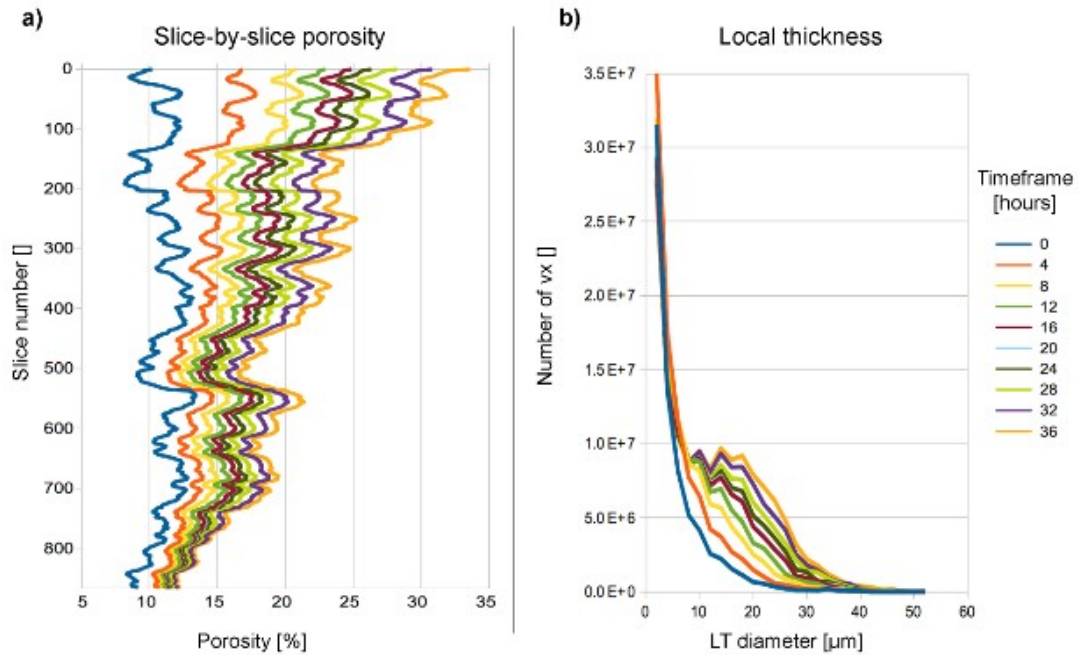 a)
Slice-by-slice porosity
0
100
200
300
400
500
600
700
800
Slice number []
5
10
15
20
25
30
35
Porosity [%]
b)
Local thickness
3.5E+7
3.0E+7
2.5E+7
2.0E+7
1.5E+7
1.0E+7
5.0E+6
0.0E+0
Number of vx []
0
10
20
30
40
50
60
LT diameter [µm]
Timeframe
[hours]
0
4
8
12
16
20
24
28
32
36